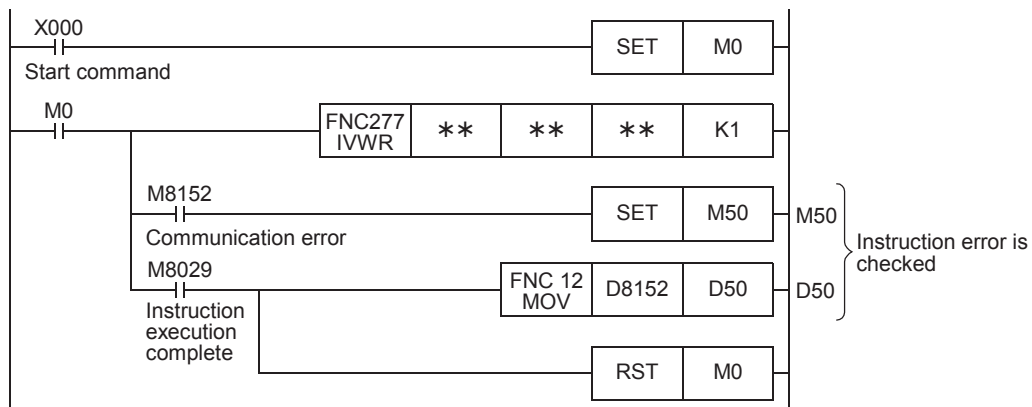 X000
SET M0
Start command
M0
FNC277 IVWR ** ** ** K1
M8152
SET M50 M50
Communication error
Instruction error is
checked
M8029
FNC 12 MOV D8152 D50 D50
Instruction
execution
complete
RST M0